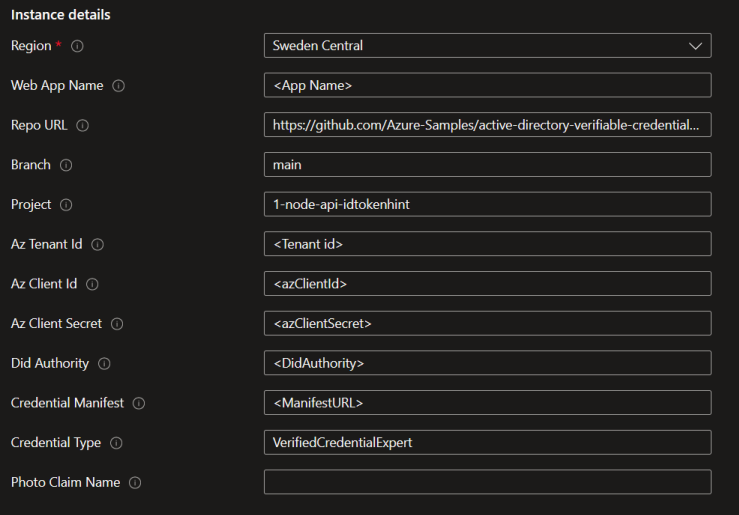 Instance details
Region *
Sweden Central
Web App Name
<App Name>
Repo URL
https://github.com/Azure-Samples/active-directory-verifiable-credential...
Branch
main
Project
1-node-api-idtokenhint
Az Tenant Id
<Tenant id>
Az Client Id
<azClientId>
Az Client Secret
<azClientSecret>
Did Authority
<DidAuthority>
Credential Manifest
<ManifestURL>
Credential Type
VerifiedCredentialExpert
Photo Claim Name